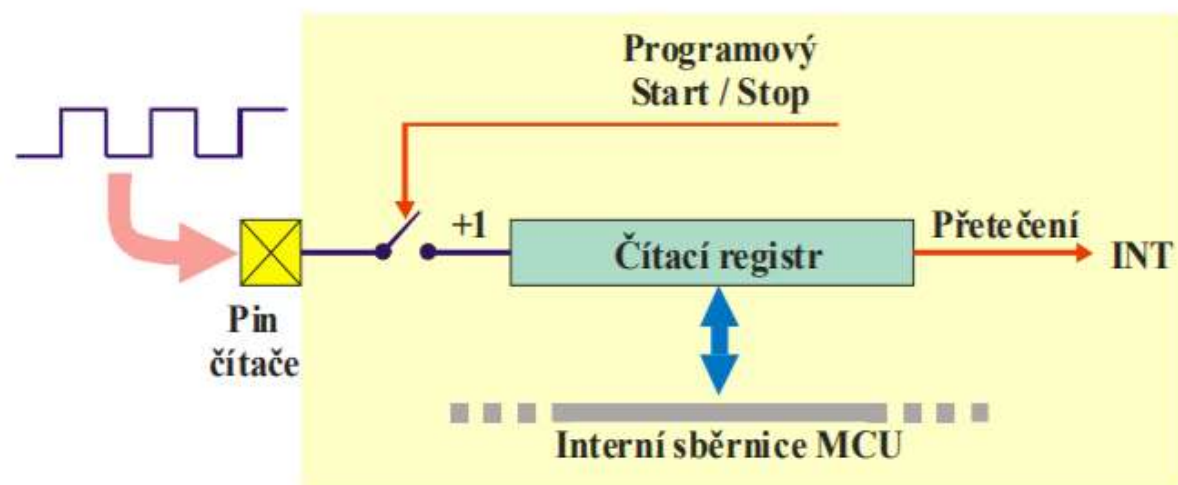 Programový
Start / Stop
+1
Čítací registr
Přetečení
INT
Pin
čítače
Interní sběrnice MCU